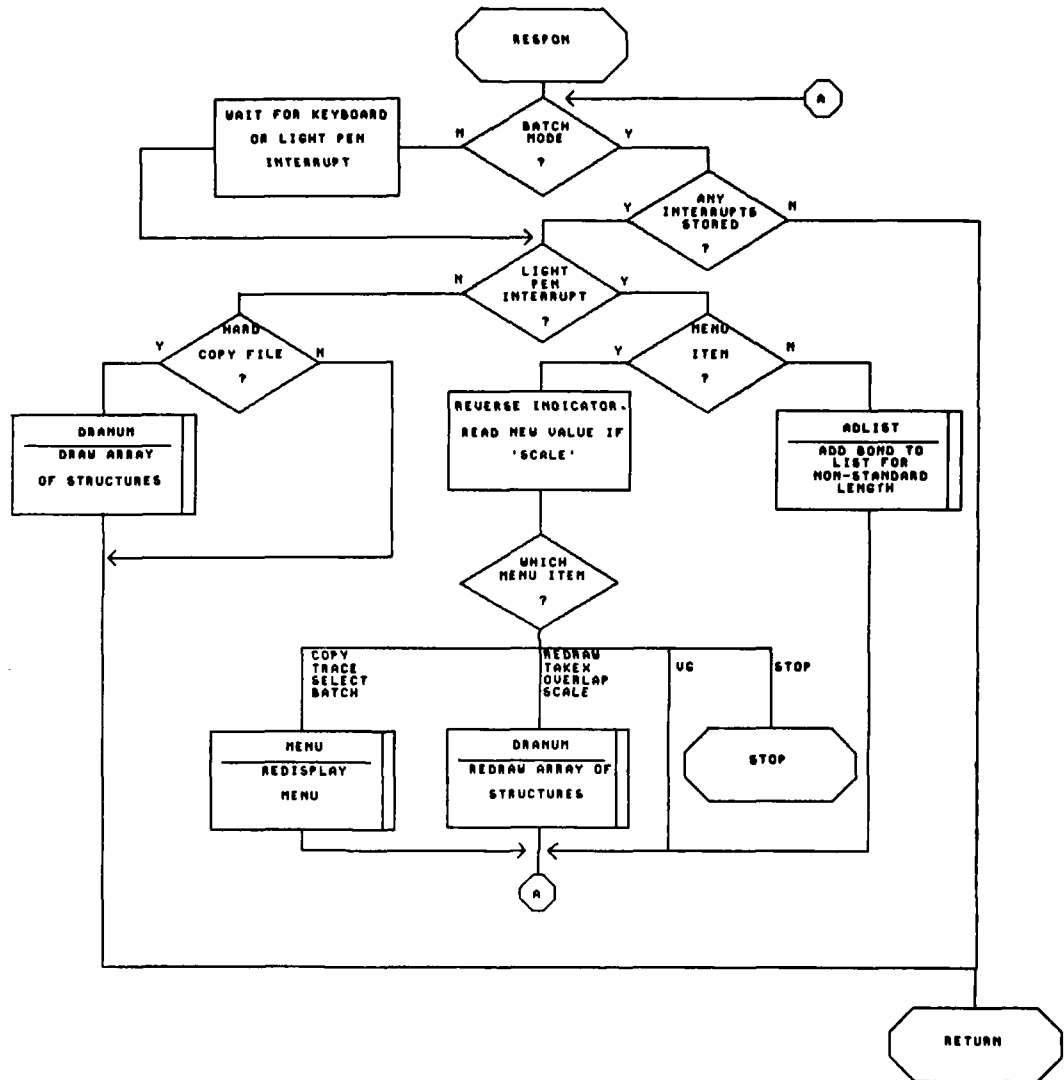 RESPON
A
WAIT FOR KEYBOARD
OR LIGHT PEN
INTERRUPT
N
BATCH
MODE
?
Y
Y
ANY
INTERRUPTS
STORED
?
N
N
LIGHT
PEN
INTERRUPT
?
Y
Y
HARD
COPY FILE
?
N
Y
MENU
ITEM
?
N
DRANUM
DRAW ARRAY
OF STRUCTURES
REVERSE INDICATOR.
READ NEW VALUE IF
'SCALE'
ADLIST
ADD BOND TO
LIST FOR
NON-STANDARD
LENGTH
WHICH
MENU ITEM
?
COPY
TRACE
SELECT
BATCH
REDRAW
TAKEX
OVERLAP
SCALE
VG
STOP
MENU
REDISPLAY
MENU
DRANUM
REDRAW ARRAY OF
STRUCTURES
STOP
A
RETURN